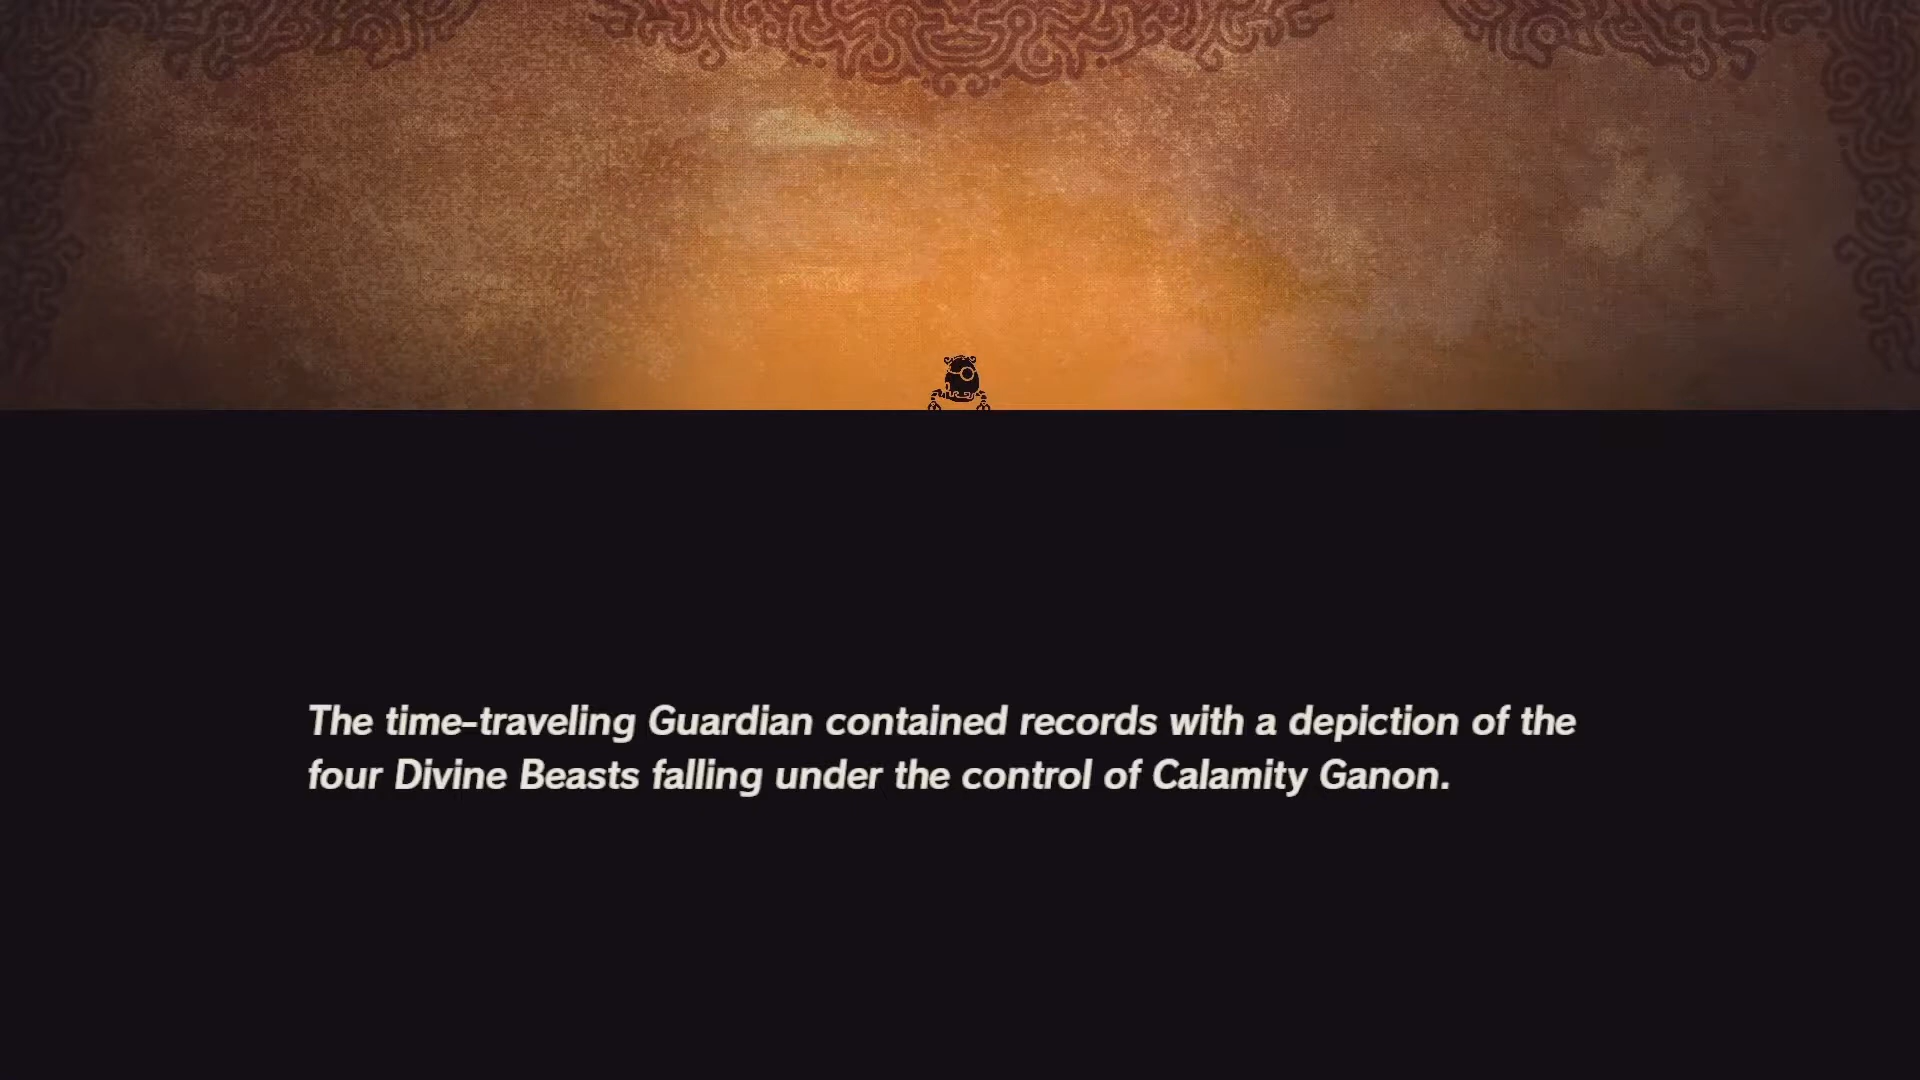 The time-traveling Guardian contained records with a depiction of the
four Divine Beasts falling under the control of Calamity Ganon.